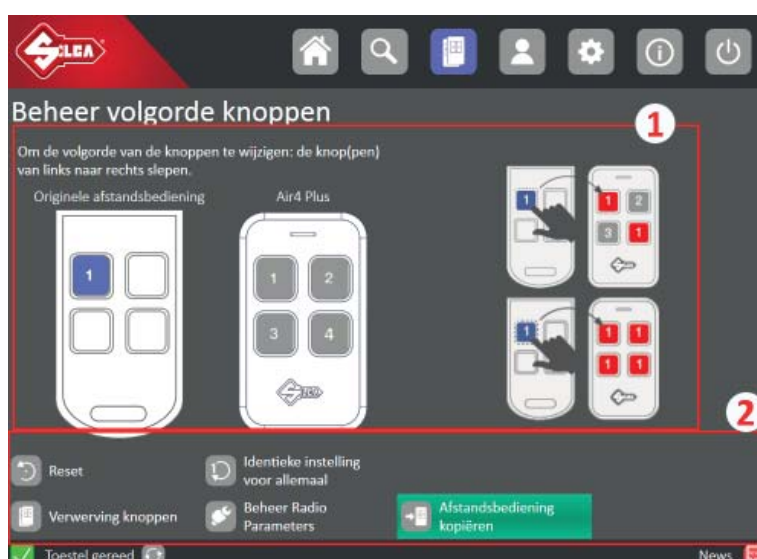 SILCA
Beheer volgorde knoppen
1
Om de volgorde van de knoppen te wijzigen: de knop(pen)
van links naar rechts slepen.
Originele afstandsbediening
Air4 Plus
1
1 2
3 4
SILCA
1
1 2
3 1
1
1 1
1 1
2
Reset
Identieke instelling
voor allemaal
Verwerving knoppen
Beheer Radio
Parameters
Afstandsbediening
kopiëren
Toestel gereed
News